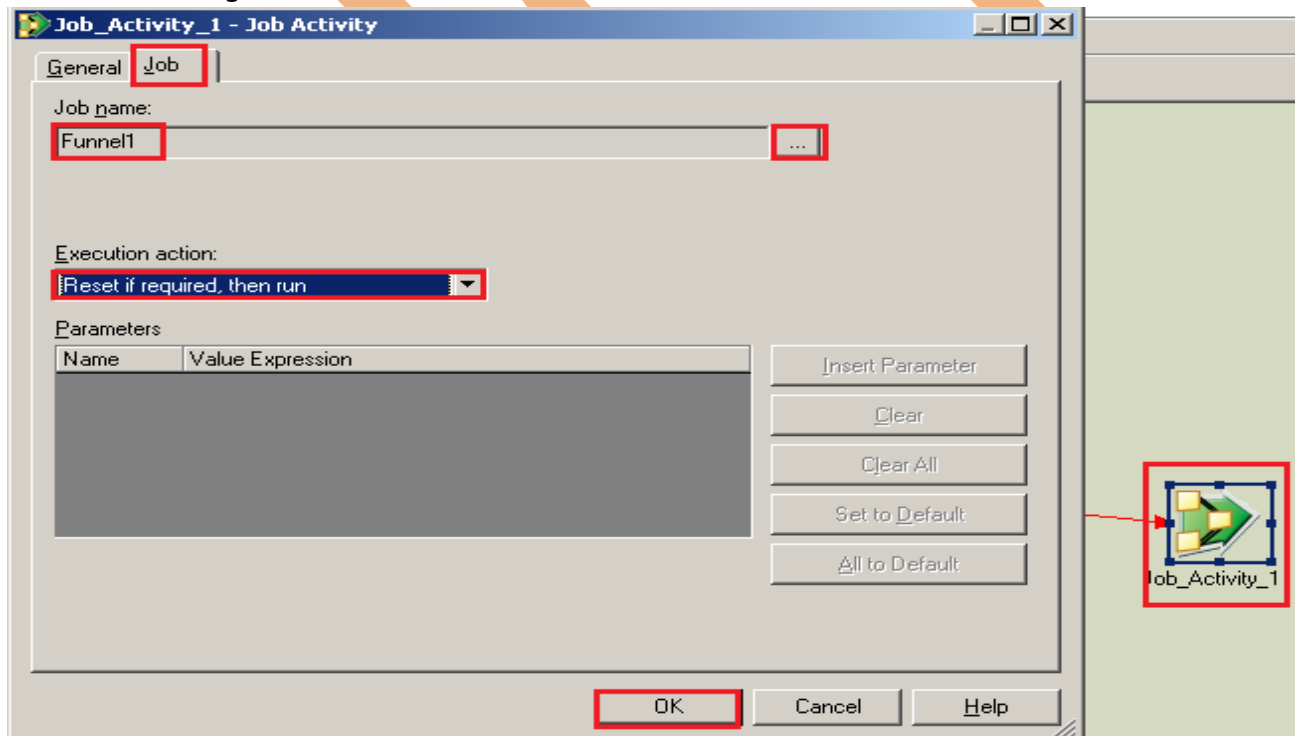 Job_Activity_1 - Job Activity
General Job
Job name:
Funnel1
...
Execution action:
Reset if required, then run
Parameters
Name Value Expression
Insert Parameter
Clear
Clear All
Set to Default
All to Default
Job_Activity_1
OK Cancel Help